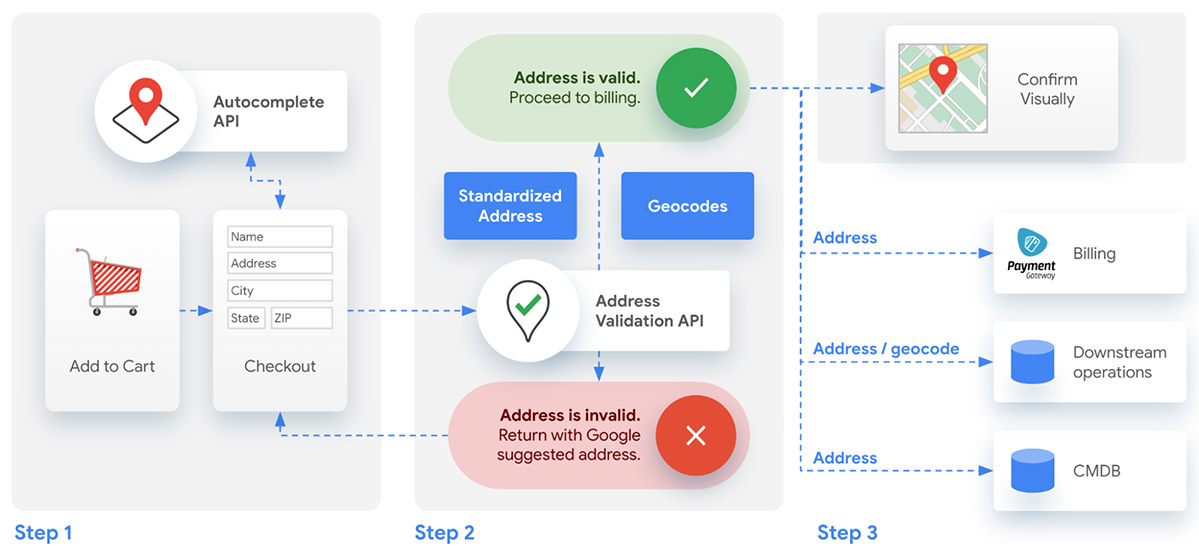 Autocomplete
API
Add to Cart
Name
Address
City
State
ZIP
Checkout
Step 1
Address is valid.
Proceed to billing.
Standardized
Address
Geocodes
Address
Validation API
Address is invalid.
Return with Google
suggested address.
Step 2
Confirm
Visually
Address
Payment
Gateway
Billing
Address / geocode
Downstream
operations
Address
CMDB
Step 3